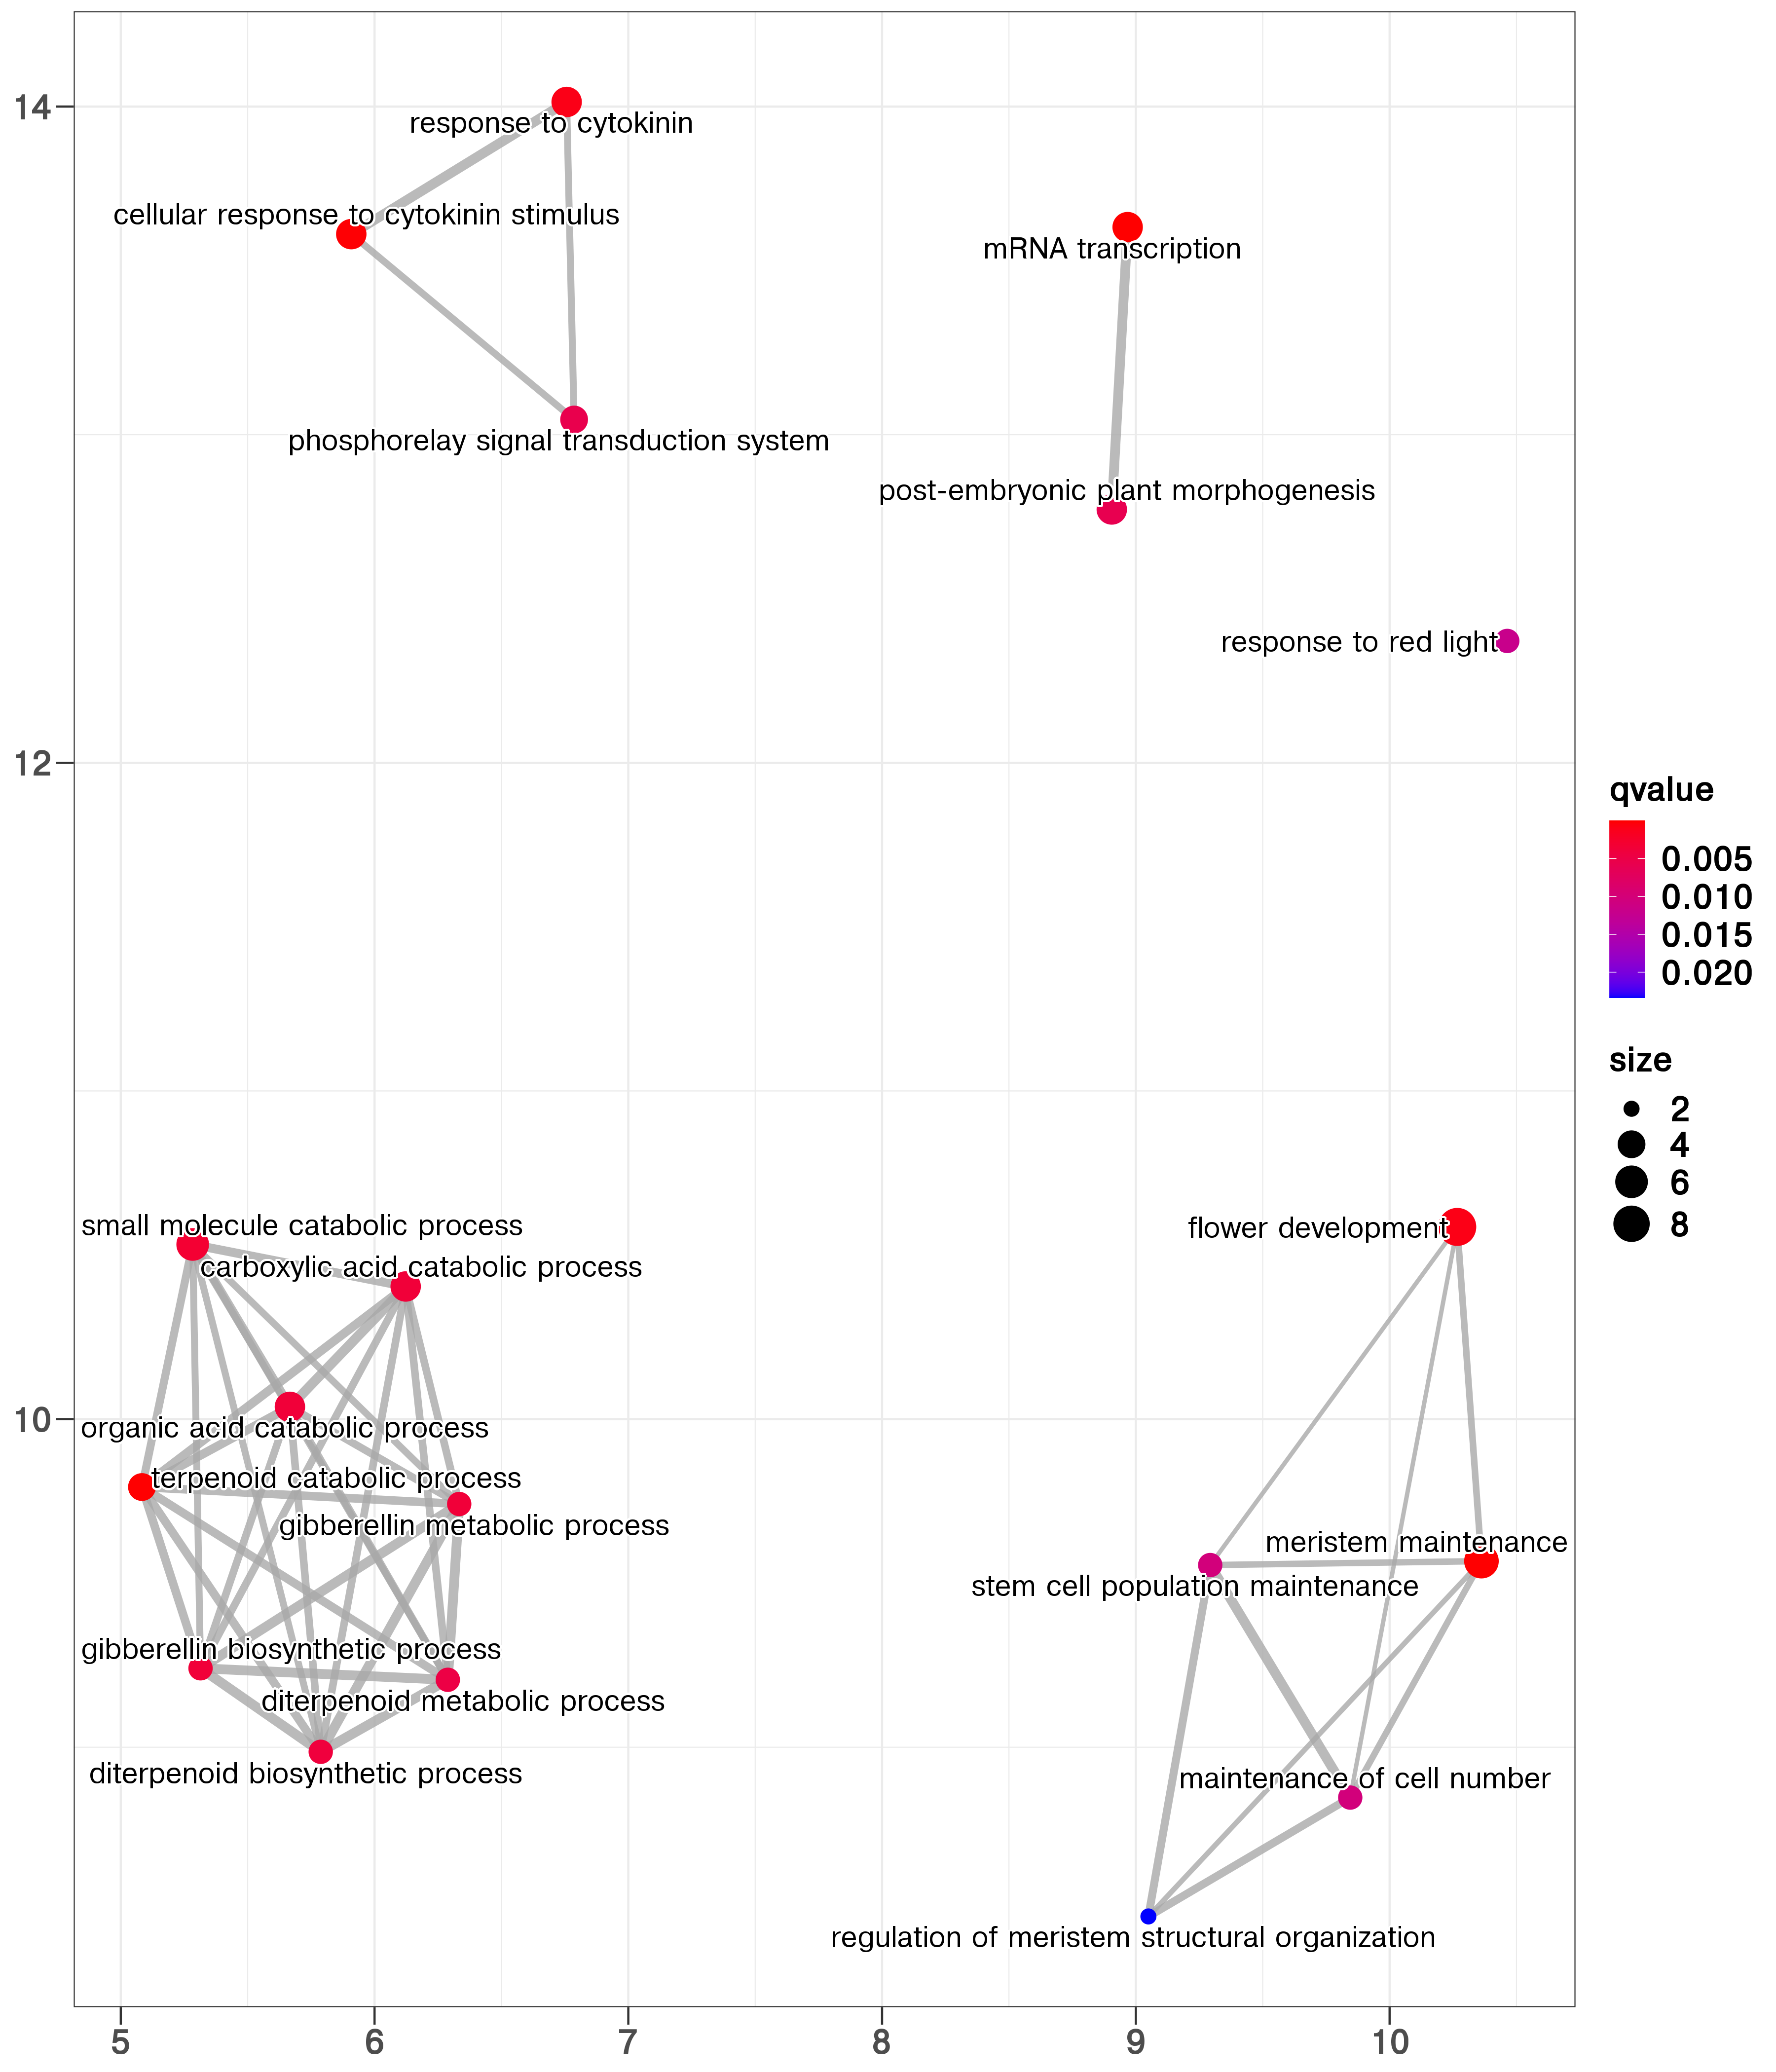 14
response to cytokinin
cellular response to cytokinin stimulus
mRNA transcription
phosphorelay signal transduction system
post-embryonic plant morphogenesis
response to red light
12
qvalue
0.005
0.010
0.015
0.020
size
2
4
6
8
small molecule catabolic process
flower development
carboxylic acid catabolic process
10
organic acid catabolic process
terpenoid catabolic process
gibberellin metabolic process
meristem maintenance
stem cell population maintenance
gibberellin biosynthetic process
diterpenoid metabolic process
diterpenoid biosynthetic process
maintenance of cell number
regulation of meristem structural organization
5 6 7 8 9 10